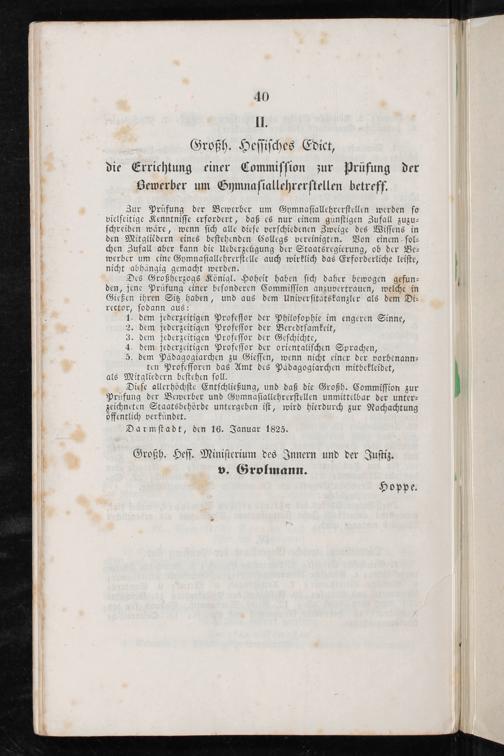 40
II.
Großh. Hessisches Edict,
die Errichtung einer Commission zur Prüfung der
Bewerber um Gymnasiallehrerstellen betreff.
Zur Prüfung der Bewerber um Gymnasiallehrerstellen werden so
vielseitige Kenntnisse erfordert, daß es nur einem günstigen Zufall zuzu-
schreiben wäre, wenn sich alle diese verschiedenen Zweige des Wissens in
den Mitgliedern eines bestehenden Collegs vereinigten. Von einem sol-
chen Zufall aber kann die Ueberzeugung der Staatsregierung, ob der Be-
werber um eine Gymnasiallehrerstelle auch wirklich das Erforderliche leiste,
nicht abhängig gemacht werden.
Des Großherzogs Königl. Hoheit haben sich daher bewogen gefun-
den, jene Prüfung einer besonderen Commission anzuvertrauen, welche in
Gießen ihren Sitz haben, und aus dem Universitätskanzler als dem Di-
rector, sodann aus:
1. dem jederzeitigen Professor der Philosophie im engeren Sinne,
2. dem jederzeitigen Professor der Beredtsamkeit,
3. dem jederzeitigen Professor der Geschichte,
4. dem jederzeitigen Professor der orientalischen Sprachen,
5. dem Pädagogiarchen zu Giessen, wenn nicht einer der vorbenann-
ten Professoren das Amt des Pädagogiarchen mitbekleidet,
als Mitgliedern bestehen soll.
Diese allerhöchste Entschließung, und daß die Großh. Commission zur
Prüfung der Bewerber und Gymnasiallehrerstellen unmittelbar der unter-
zeichneten Staatsbehörde untergeben ist, wird hierdurch zur Nachachtung
öffentlich verkündet.
Darmstadt, den 16. Januar 1825.
Großh. Hess. Ministerium des Innern und der Justiz.
v. Grolmann.
Hoppe.